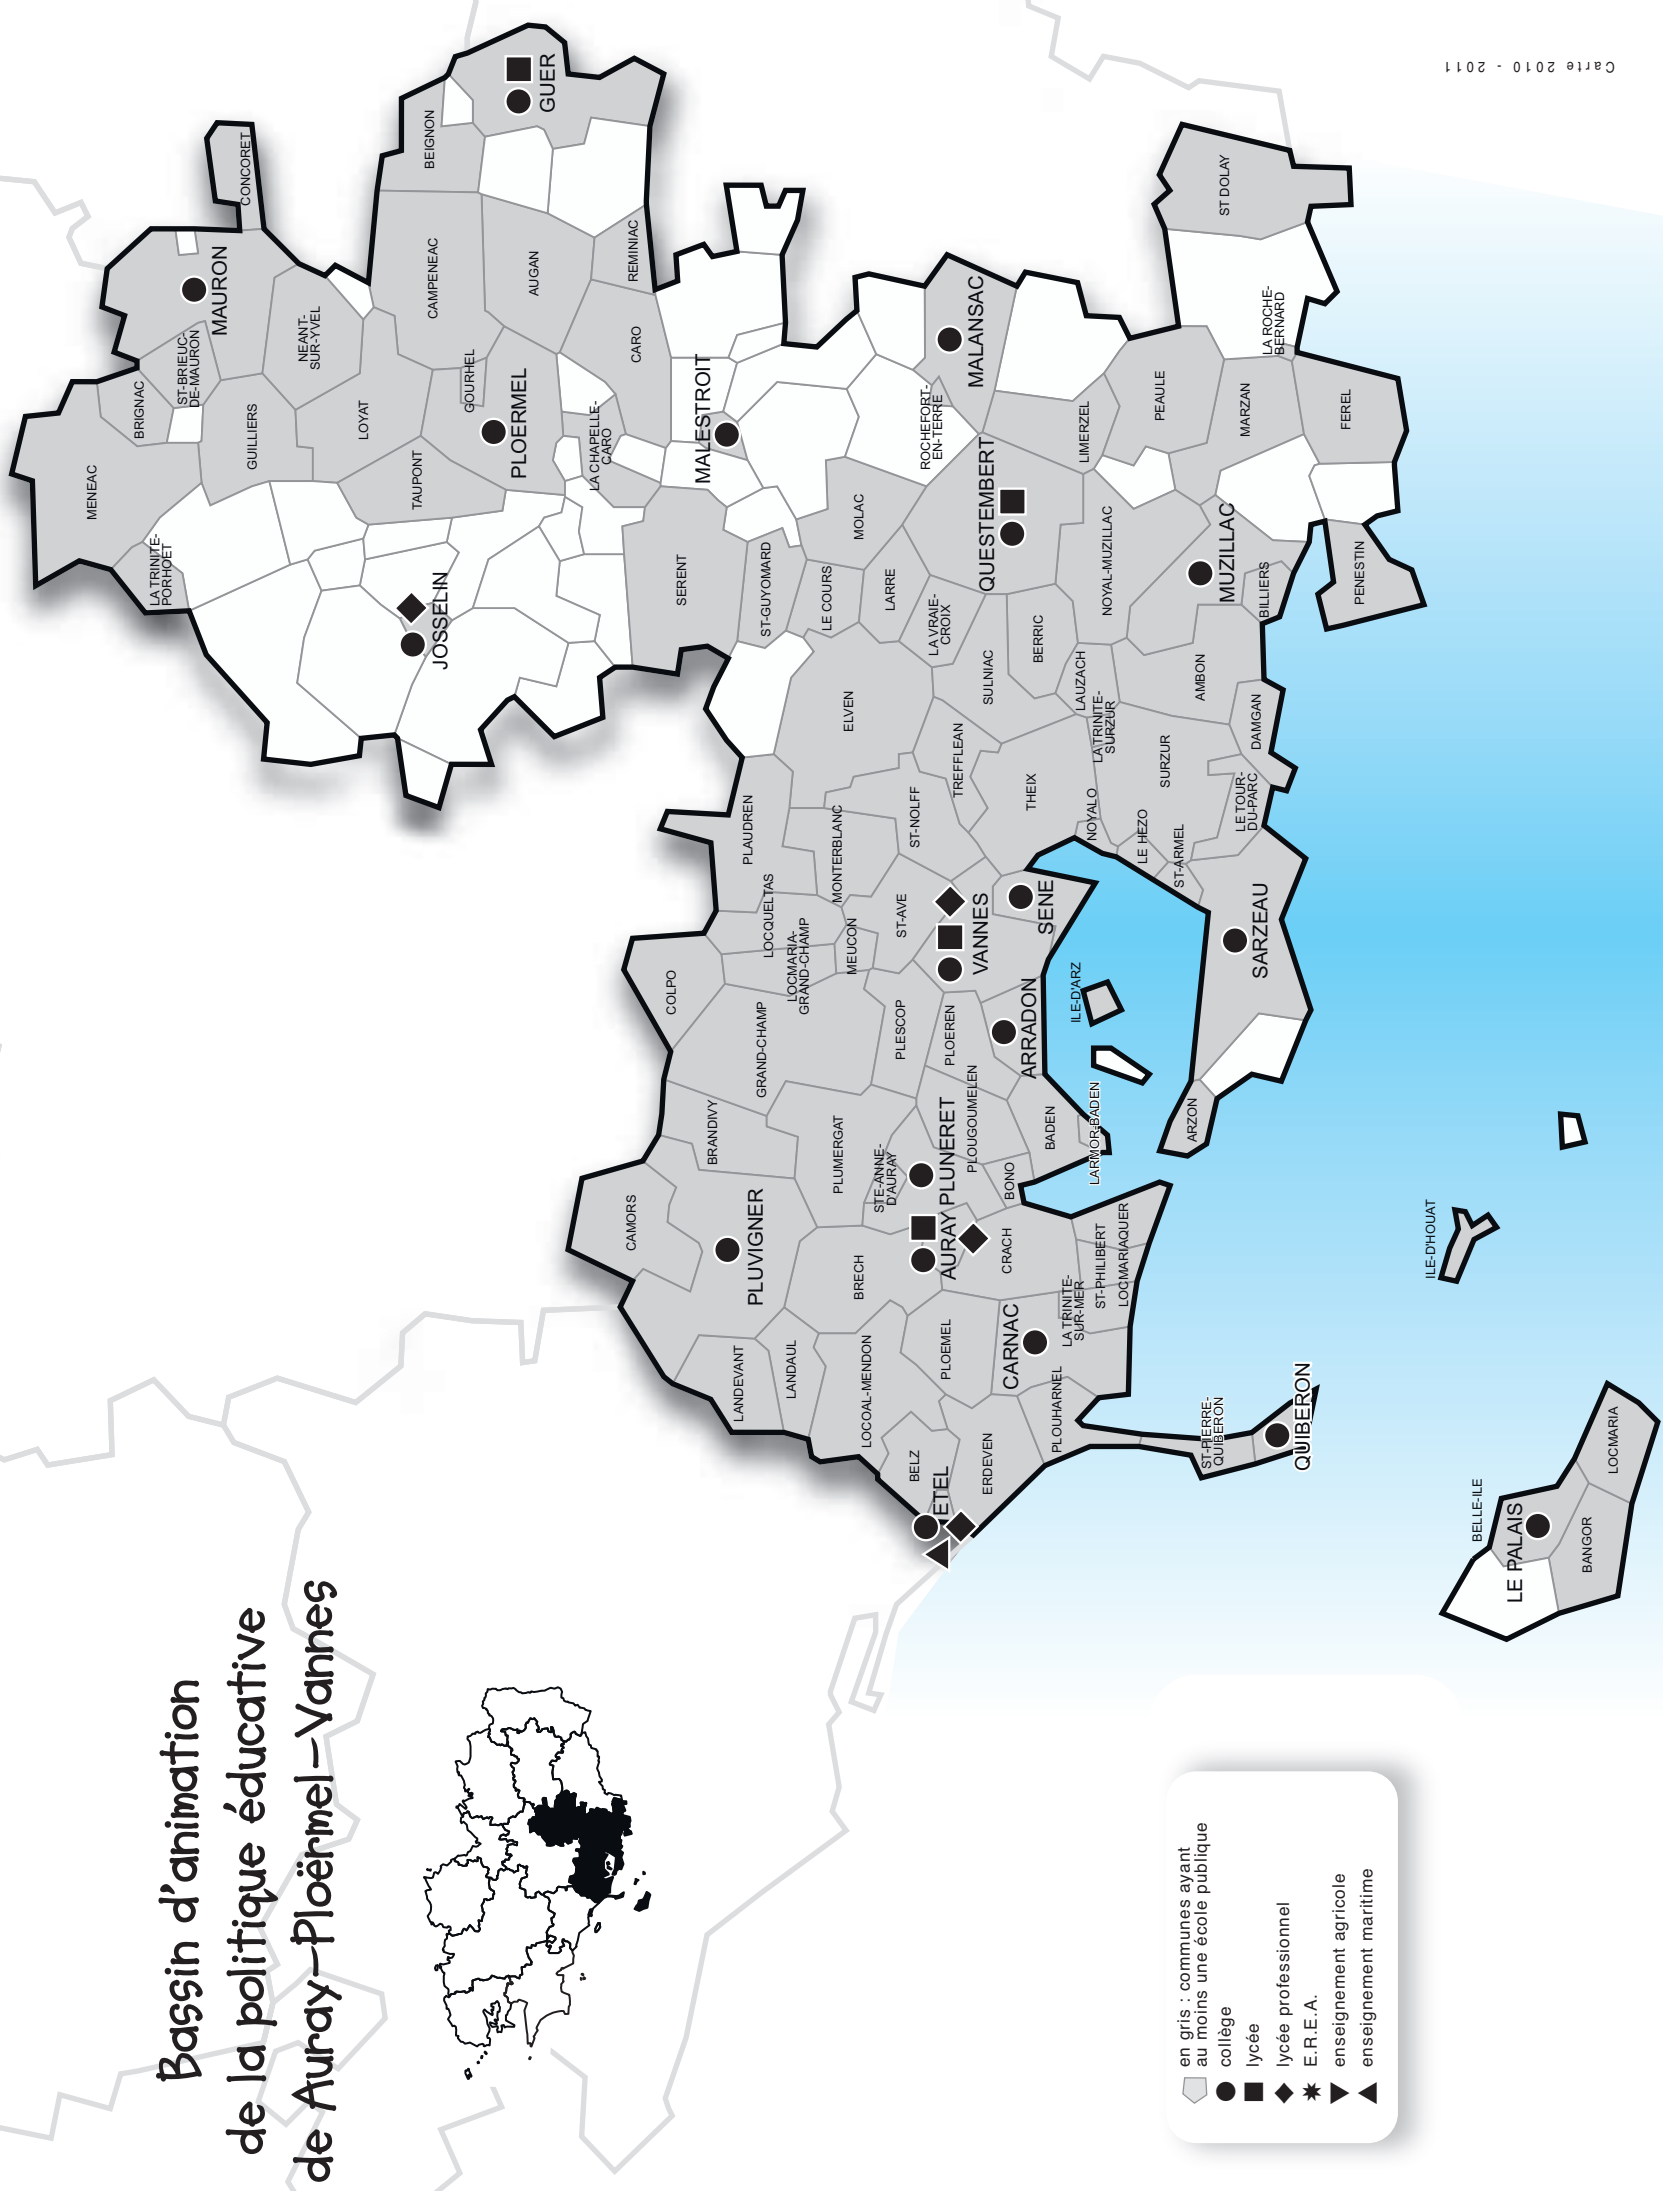 Bassin d'animation
de la politique éducative
de Auray-Ploërmel-Vannes
CONCORET
MAURON
ST-BRIEUC-
DE-MAURON
BRIGNAC
MENEAC
LA TRINITE-
PORHOET
GUILLIERS
NEANT-
SUR-YVEL
LOYAT
TAUPONT
GOURHEL
PLOERMEL
CAMPENEAC
BEIGNON
GUER
AUGAN
REMINIAC
CARO
LA CHAPELLE-
CARO
JOSSELIN
MALESTROIT
SERENT
ST-GUYOMARD
LE COURS
MOLAC
LARRE
ROCHEFORT-
EN-TERRE
MALANSAC
QUESTEMBERT
LIMERZEL
PEAULE
MARZAN
LA ROCHE-
BERNARD
ST DOLAY
FEREL
PENESTIN
BILLIERS
MUZILLAC
NOYAL-MUZILLAC
LA VRAIE-
CROIX
BERRIC
SULNIAC
LAUZACH
LA TRINITE-
SURZUR
AMBON
DAMGAN
SURZUR
LE TOUR-
DU-PARC
ELVEN
TREFFLEAN
THEIX
NOYALO
LE HEZO
ST-ARMEL
SARZEAU
ARZON
PLAUDREN
MONTERBLANC
ST-NOLFF
LOCQUELTAS
LOCMARIA-
GRAND-CHAMP
MEUCON
ST-AVE
VANNES
SENE
COLPO
GRAND-CHAMP
PLESCOP
PLOEREN
ARRADON
ILE-D'ARZ
BRANDIVY
PLUMERGAT
STE-ANNE-
D'AURAY
PLUNERET
PLOUGOUMELEN
BADEN
LARMOR-BADEN
BONO
CAMORS
PLUVIGNER
BRECH
AURAY
CRACH
ST-PHILIBERT
LOCMARIAQUER
LA TRINITE-
SUR-MER
CARNAC
LANDEVANT
LANDAUL
LOCOAL-MENDON
PLOEMEL
BELZ
ETEL
ERDEVEN
PLOUHARNEL
ST-PIERRE-
QUIBERON
QUIBERON
ILE-D'HOUAT
BELLE-ILE
LE PALAIS
BANGOR
LOCMARIA
en gris : communes ayant
au moins une école publique
collège
lycée
lycée professionnel
E.R.E.A.
enseignement agricole
enseignement maritime
Carte 2010 - 2011